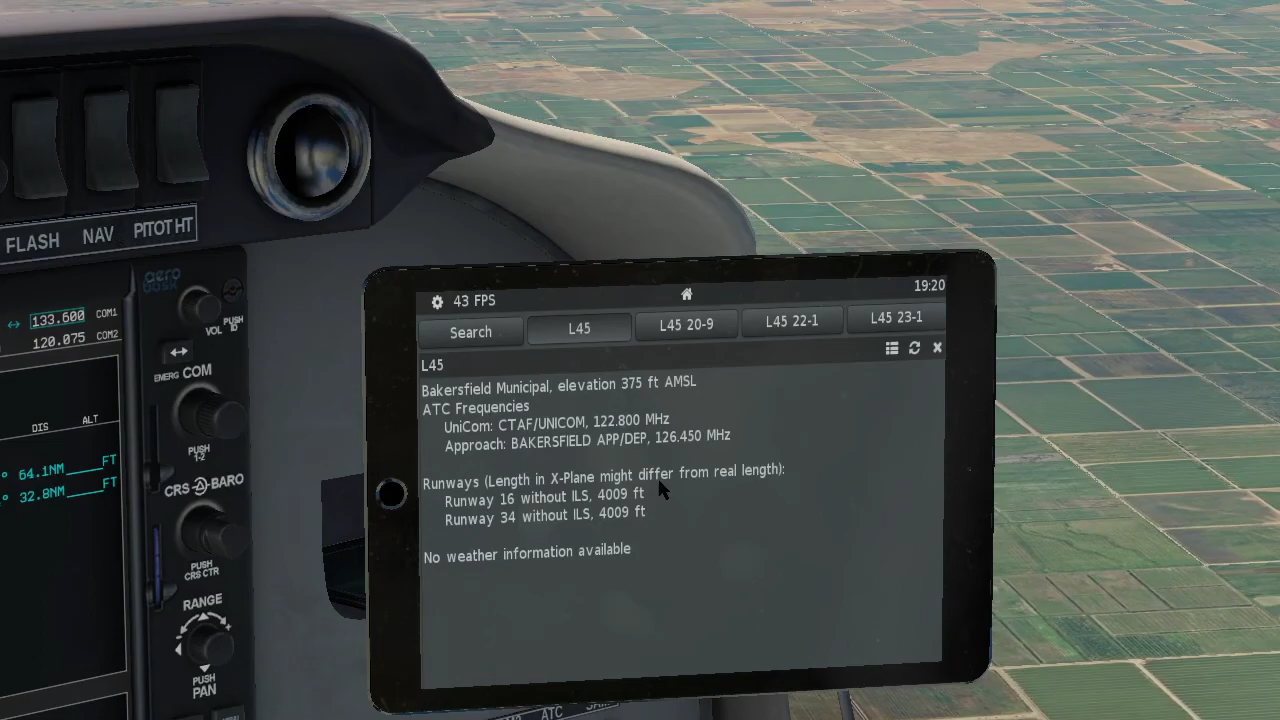 FLASH NAV PITOT HT
aero
133.600 COM1
120.075 COM2
VOL PUSH ID
EMERG COM
PUSH 1-2
DIS ALT
° 64.1NM____FT
° 32.8NM____FT
CRS BARO
PUSH CRS CTR
RANGE
PUSH PAN
43 FPS 19:20
Search L45 L45 20-9 L45 22-1 L45 23-1
L45
Bakersfield Municipal, elevation 375 ft AMSL
ATC Frequencies
UniCom: CTAF/UNICOM, 122.800 MHz
Approach: BAKERSFIELD APP/DEP, 126.450 MHz
Runways (Length in X-Plane might differ from real length):
Runway 16 without ILS, 4009 ft
Runway 34 without ILS, 4009 ft
No weather information available
ATC